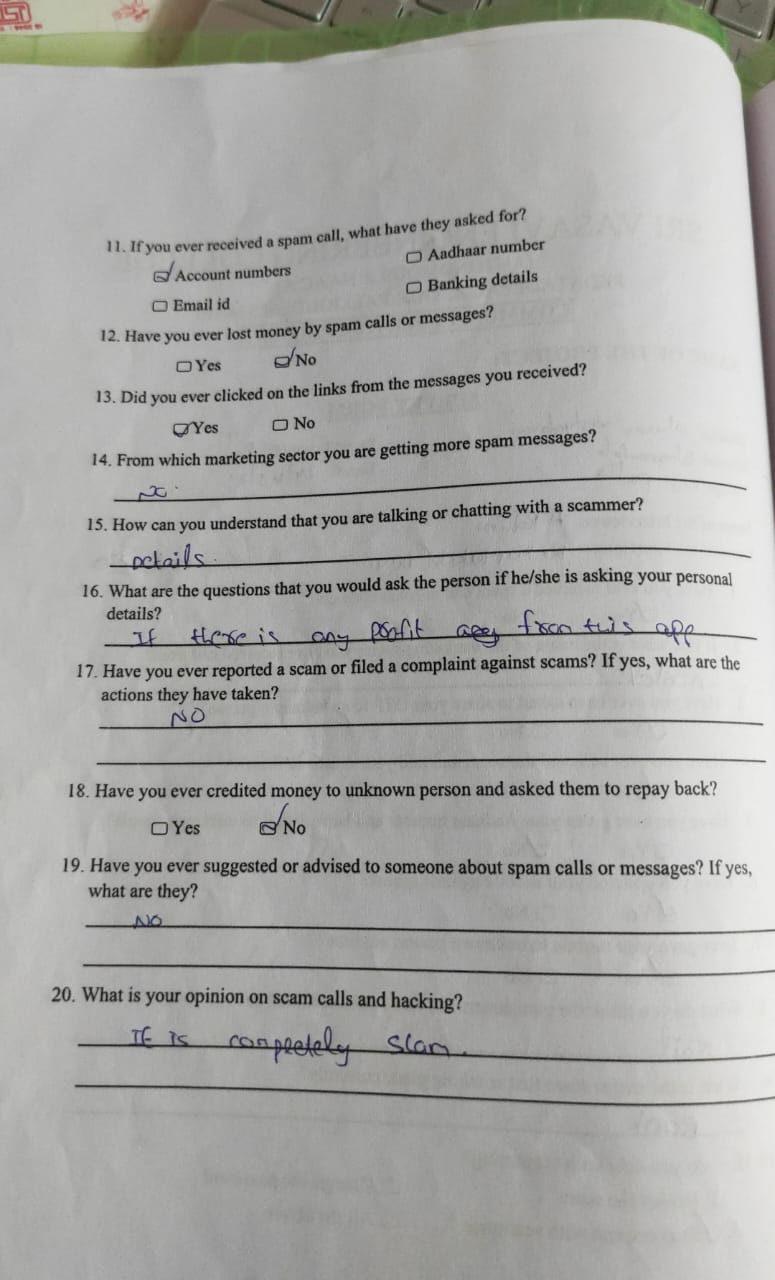 11. If you ever received a spam call, what have they asked for?
☑ Account numbers ☐ Aadhaar number
☐ Email id ☐ Banking details
12. Have you ever lost money by spam calls or messages?
☐ Yes ☑ No
13. Did you ever clicked on the links from the messages you received?
☑ Yes ☐ No
14. From which marketing sector you are getting more spam messages?
15. How can you understand that you are talking or chatting with a scammer?
Details.
16. What are the questions that you would ask the person if he/she is asking your personal
details?
If there is any profit from this app
17. Have you ever reported a scam or filed a complaint against scams? If yes, what are the
actions they have taken?
NO
18. Have you ever credited money to unknown person and asked them to repay back?
☐ Yes ☑ No
19. Have you ever suggested or advised to someone about spam calls or messages? If yes,
what are they?
NO
20. What is your opinion on scam calls and hacking?
It is compeetely Scam.